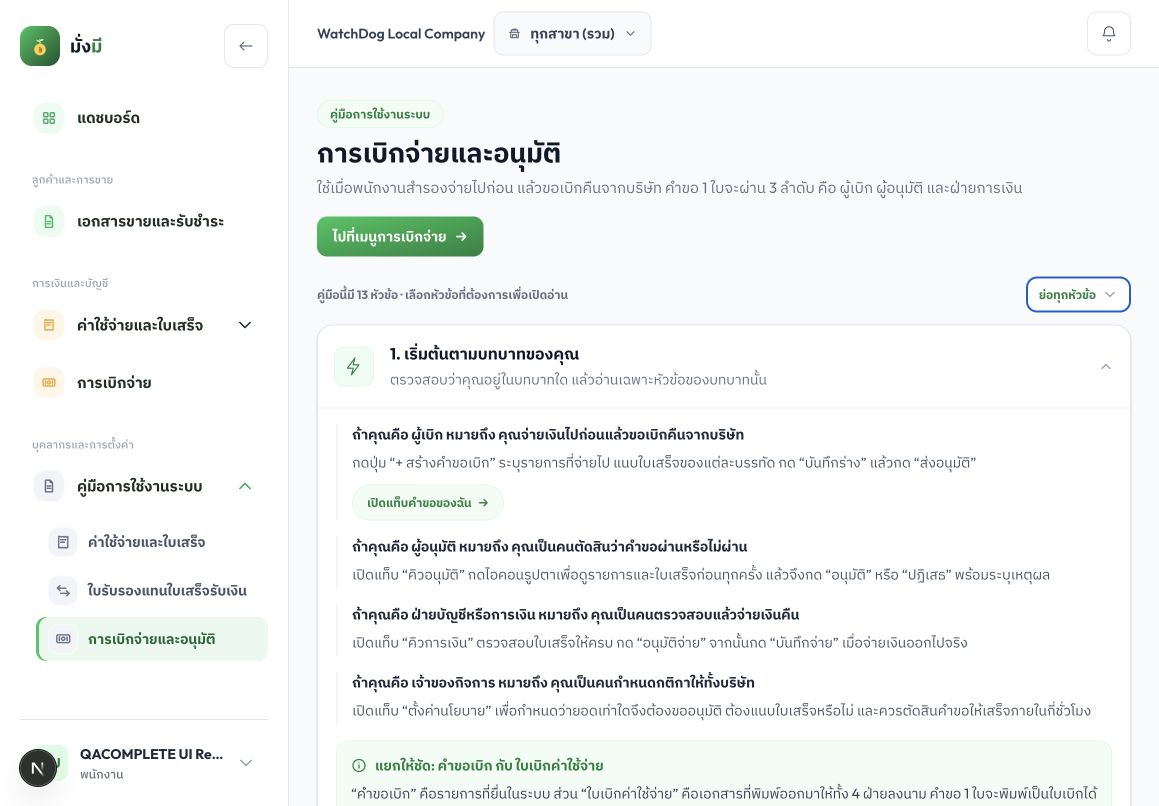 มั่งมี
แดชบอร์ด
ลูกค้าและการขาย
เอกสารขายและรับชำระ
การเงินและบัญชี
ค่าใช้จ่ายและใบเสร็จ
การเบิกจ่าย
บุคลากรและการตั้งค่า
คู่มือการใช้งานระบบ
ค่าใช้จ่ายและใบเสร็จ
ใบรับรองแทนใบเสร็จรับเงิน
การเบิกจ่ายและอนุมัติ
N
QACOMPLETE UI Re...
พนักงาน
WatchDog Local Company
ทุกสาขา (รวม)
คู่มือการใช้งานระบบ
การเบิกจ่ายและอนุมัติ
ใช้เมื่อพนักงานสำรองจ่ายไปก่อน แล้วขอเบิกคืนจากบริษัท คำขอ 1 ใบจะผ่าน 3 ลำดับ คือ ผู้เบิก ผู้อนุมัติ และฝ่ายการเงิน
ไปที่เมนูการเบิกจ่าย →
คู่มือนี้มี 13 หัวข้อ · เลือกหัวข้อที่ต้องการเพื่อเปิดอ่าน
ย่อทุกหัวข้อ
1. เริ่มต้นตามบทบาทของคุณ
ตรวจสอบว่าคุณอยู่ในบทบาทใด แล้วอ่านเฉพาะหัวข้อของบทบาทนั้น
ถ้าคุณคือ ผู้เบิก หมายถึง คุณจ่ายเงินไปก่อนแล้วขอเบิกคืนจากบริษัท
กดปุ่ม “+ สร้างคำขอเบิก” ระบุรายการที่จ่ายไป แนบใบเสร็จของแต่ละบรรทัด กด “บันทึกร่าง” แล้วกด “ส่งอนุมัติ”
เปิดแท็บคำขอของฉัน →
ถ้าคุณคือ ผู้อนุมัติ หมายถึง คุณเป็นคนตัดสินว่าคำขอผ่านหรือไม่ผ่าน
เปิดแท็บ “คิวอนุมัติ” กดไอคอนรูปตาเพื่อดูรายการและใบเสร็จก่อนทุกครั้ง แล้วจึงกด “อนุมัติ” หรือ “ปฏิเสธ” พร้อมระบุเหตุผล
ถ้าคุณคือ ฝ่ายบัญชีหรือการเงิน หมายถึง คุณเป็นคนตรวจสอบแล้วจ่ายเงินคืน
เปิดแท็บ “คิวการเงิน” ตรวจสอบใบเสร็จให้ครบ กด “อนุมัติจ่าย” จากนั้นกด “บันทึกจ่าย” เมื่อจ่ายเงินออกไปจริง
ถ้าคุณคือ เจ้าของกิจการ หมายถึง คุณเป็นคนกำหนดกติกาให้ทั้งบริษัท
เปิดแท็บ “ตั้งค่านโยบาย” เพื่อกำหนดว่ายอดเท่าใดจึงต้องขออนุมัติ ต้องแนบใบเสร็จหรือไม่ และควรตัดสินคำขอให้เสร็จภายในกี่ชั่วโมง
แยกให้ชัด: คำขอเบิก กับ ใบเบิกค่าใช้จ่าย
“คำขอเบิก” คือรายการที่ยื่นในระบบ ส่วน “ใบเบิกค่าใช้จ่าย” คือเอกสารที่พิมพ์ออกมาให้ทั้ง 4 ฝ่ายลงนาม คำขอ 1 ใบจะพิมพ์เป็นใบเบิกได้